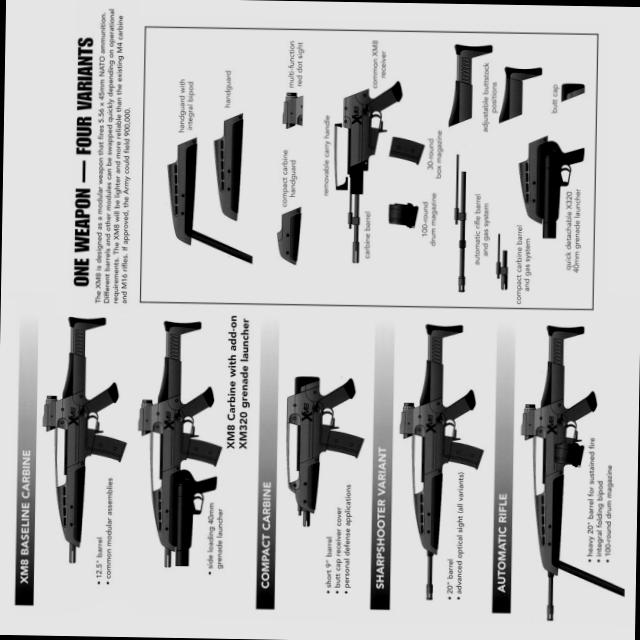 ONE WEAPON — FOUR VARIANTS
The XM8 is designed as a modular weapon that fires 5.56 x 45mm NATO ammunition.
Different barrels and other modules can be swapped quickly depending on operational
requirements. The XM8 will be lighter and more reliable than the existing M4 carbine
and M16 rifles. If approved, the Army could field 900,000.
handguard with
integral bipod
handguard
multi-function
red dot sight
compact carbine
handguard
removable carry handle
common XM8
receiver
carbine barrel
30-round
box magazine
100-round
drum magazine
adjustable buttstock
positions
butt cap
automatic rifle barrel
and gas system
compact carbine barrel
and gas system
quick detachable X320
40mm grenade launcher
XM8 BASELINE CARBINE
• 12.5" barrel
• common modular assemblies
• side loading 40mm
grenade launcher
XM8 Carbine with add-on
XM320 grenade launcher
COMPACT CARBINE
• short 9" barrel
• butt cap receiver cover
• personal defense applications
SHARPSHOOTER VARIANT
• 20" barrel
• advanced optical sight (all variants)
AUTOMATIC RIFLE
• heavy 20" barrel for sustained fire
• integral folding bipod
• 100-round drum magazine